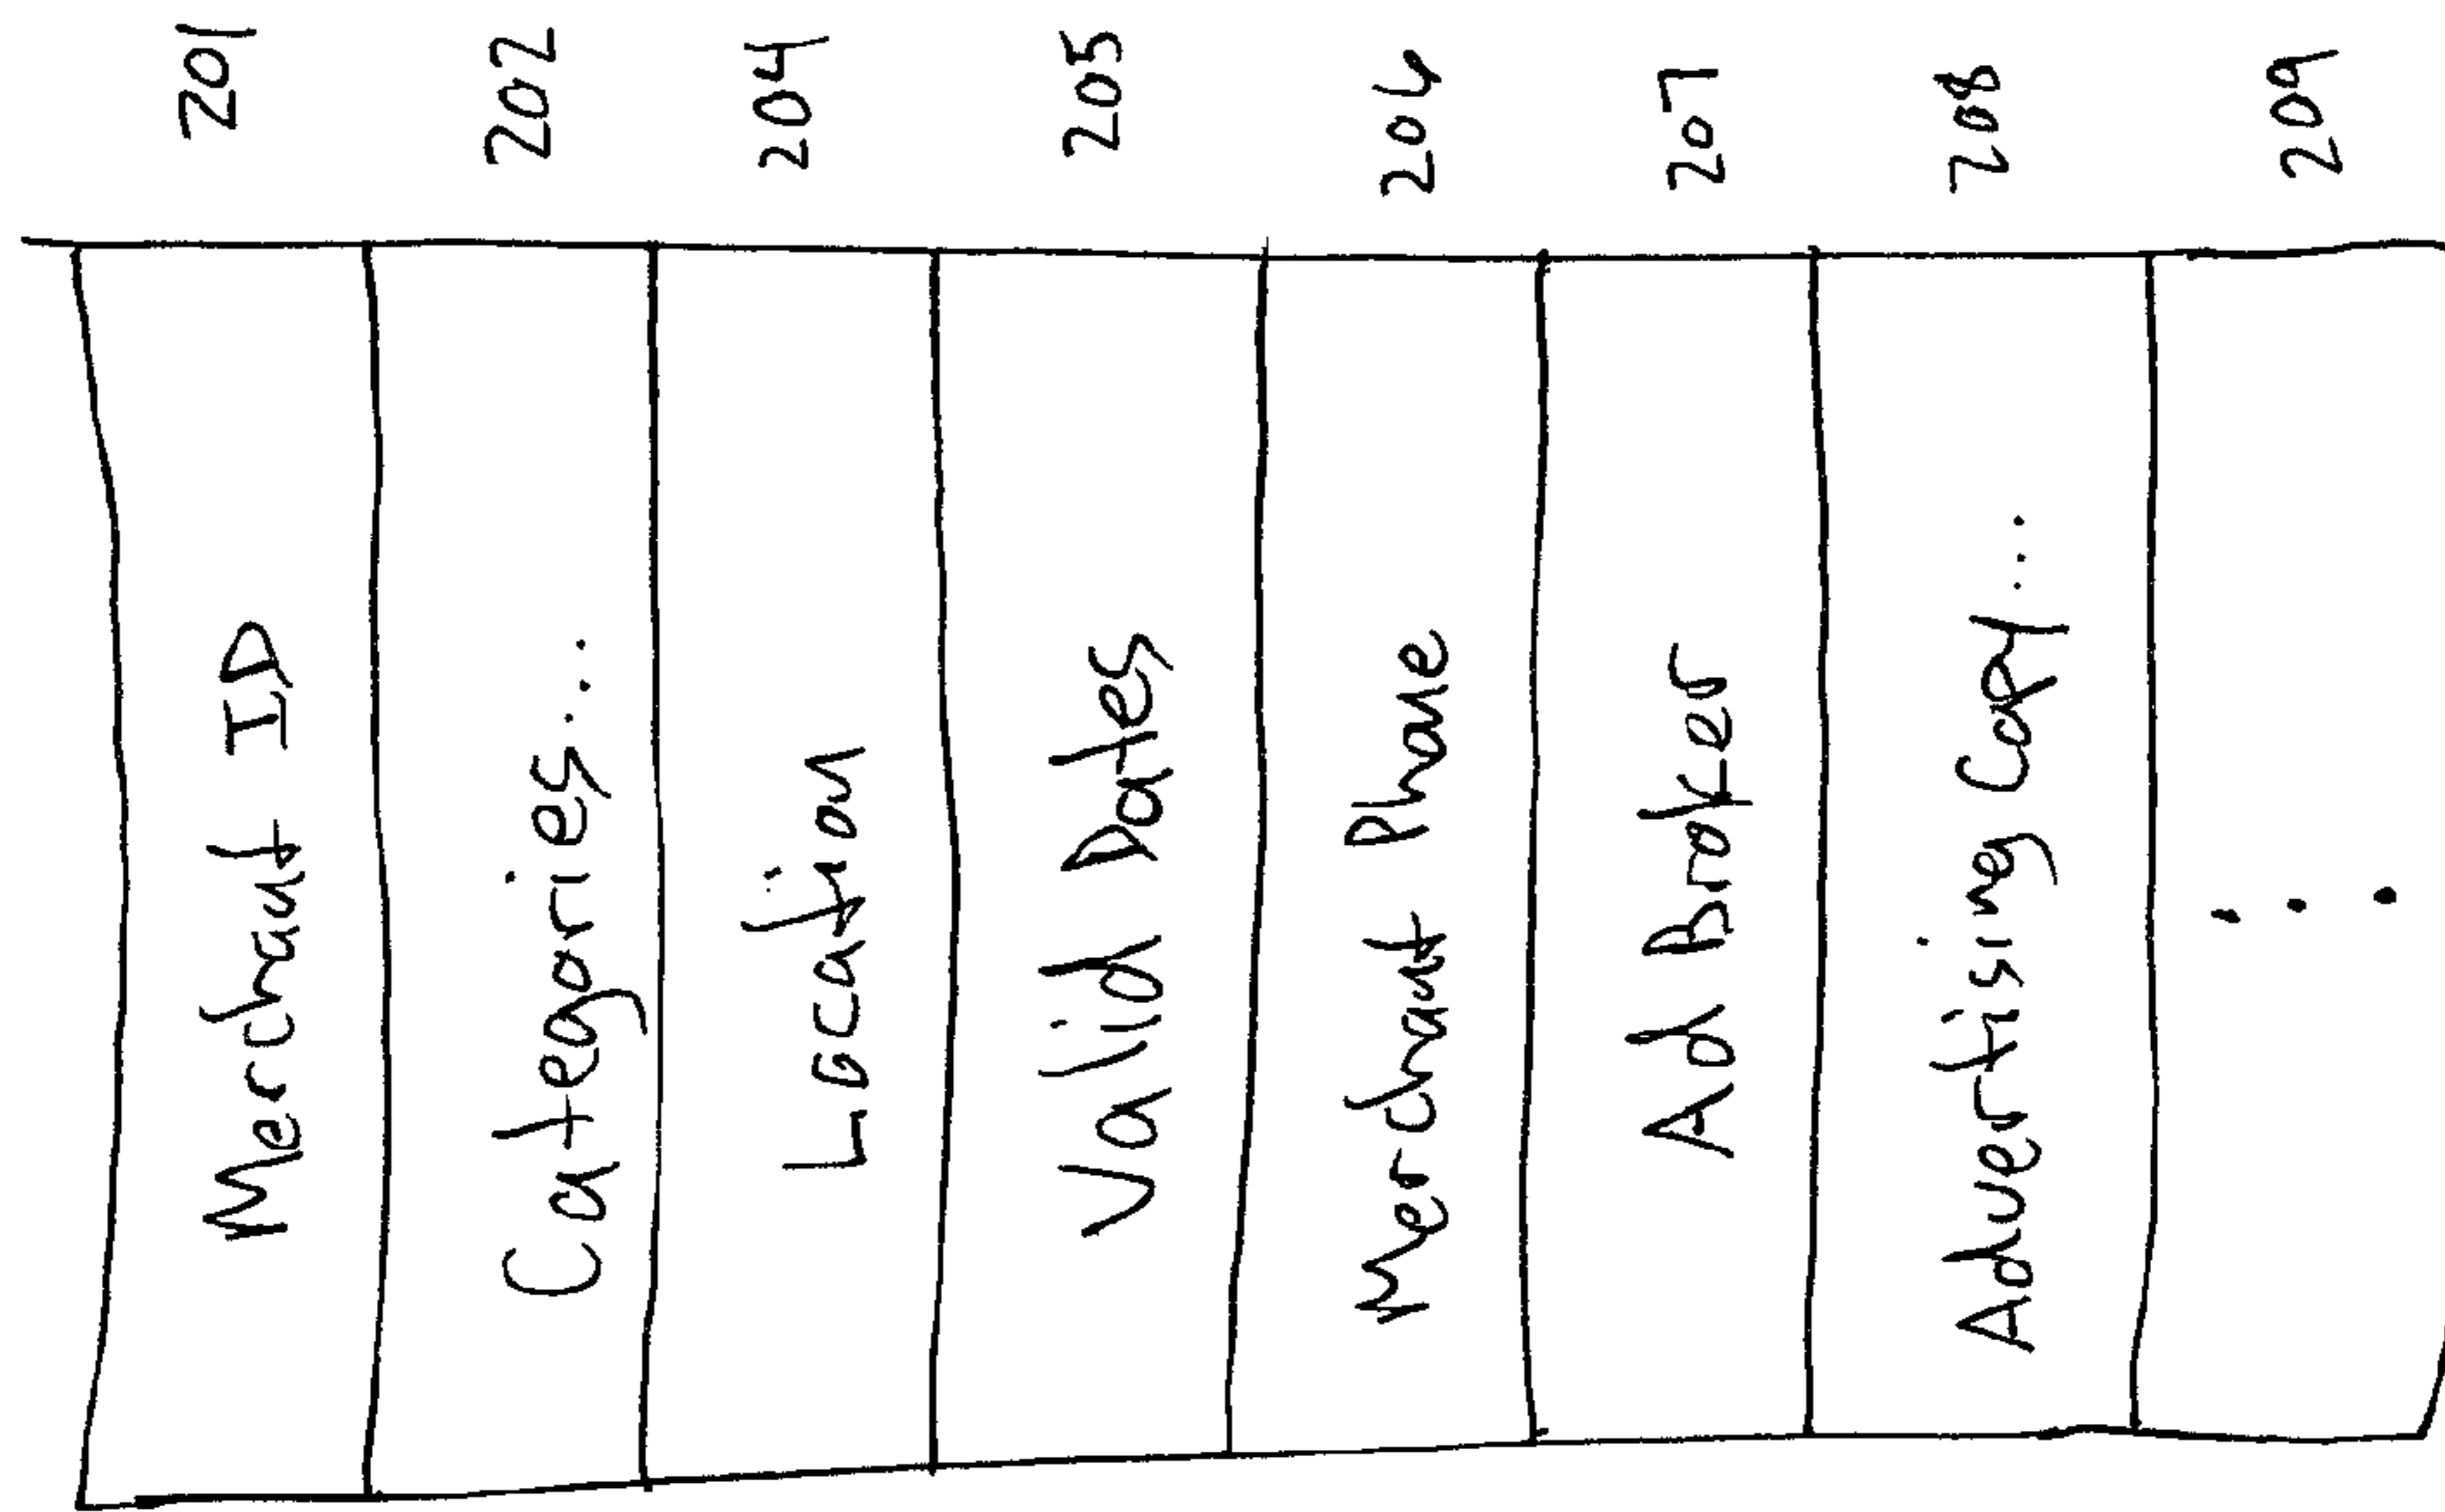 Merchant ID 201
Categories... 202
Location 204
Valid Dates 205
Merchant Phone 206
Ad Broker 207
Advertising Copy... 208
... 209